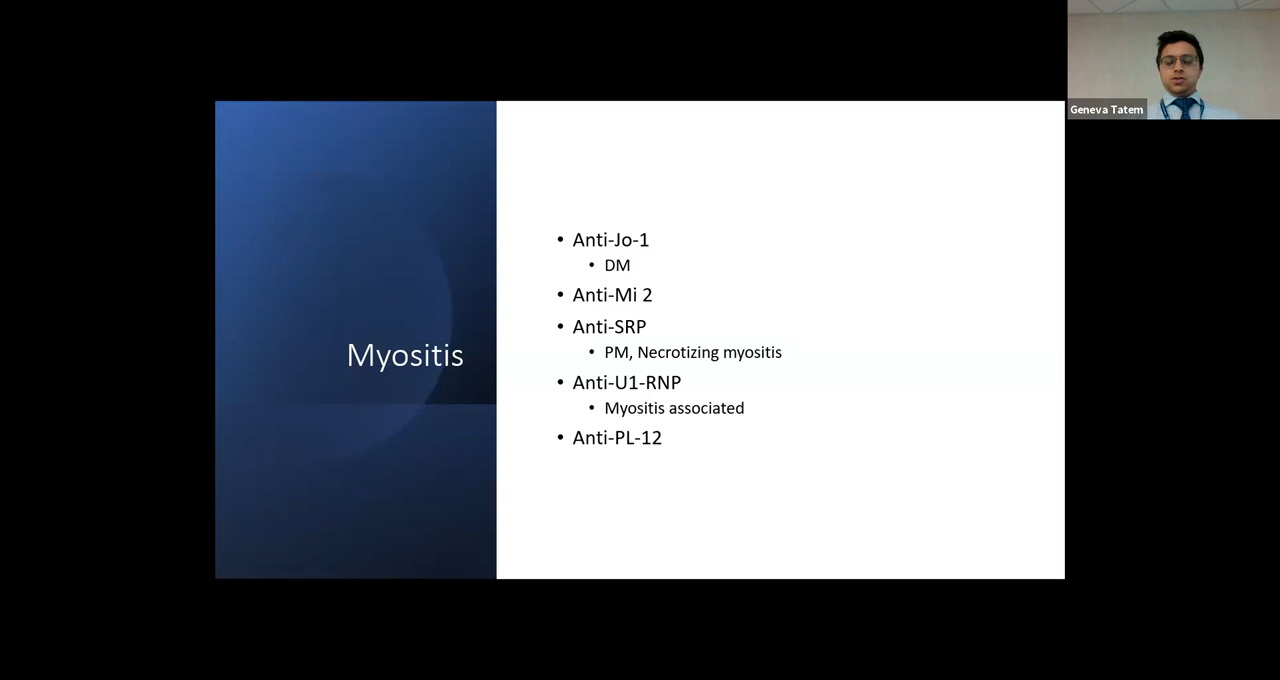 Geneva Tatem
Myositis
• Anti-Jo-1
• DM
• Anti-Mi 2
• Anti-SRP
• PM, Necrotizing myositis
• Anti-U1-RNP
• Myositis associated
• Anti-PL-12